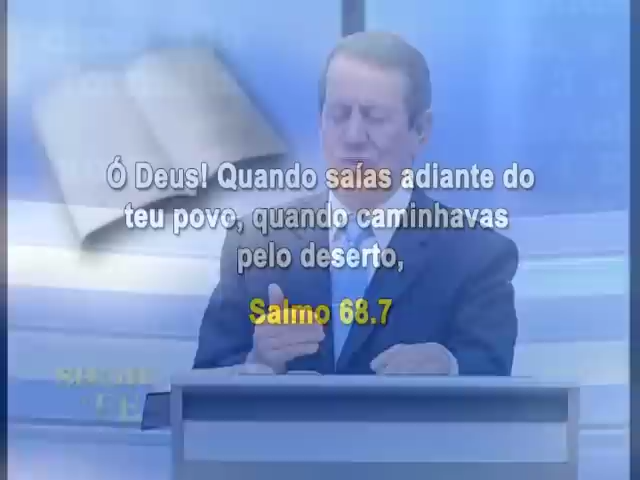 Ó Deus! Quando saías adiante do
teu povo, quando caminhavas
pelo deserto,
Salmo 68.7